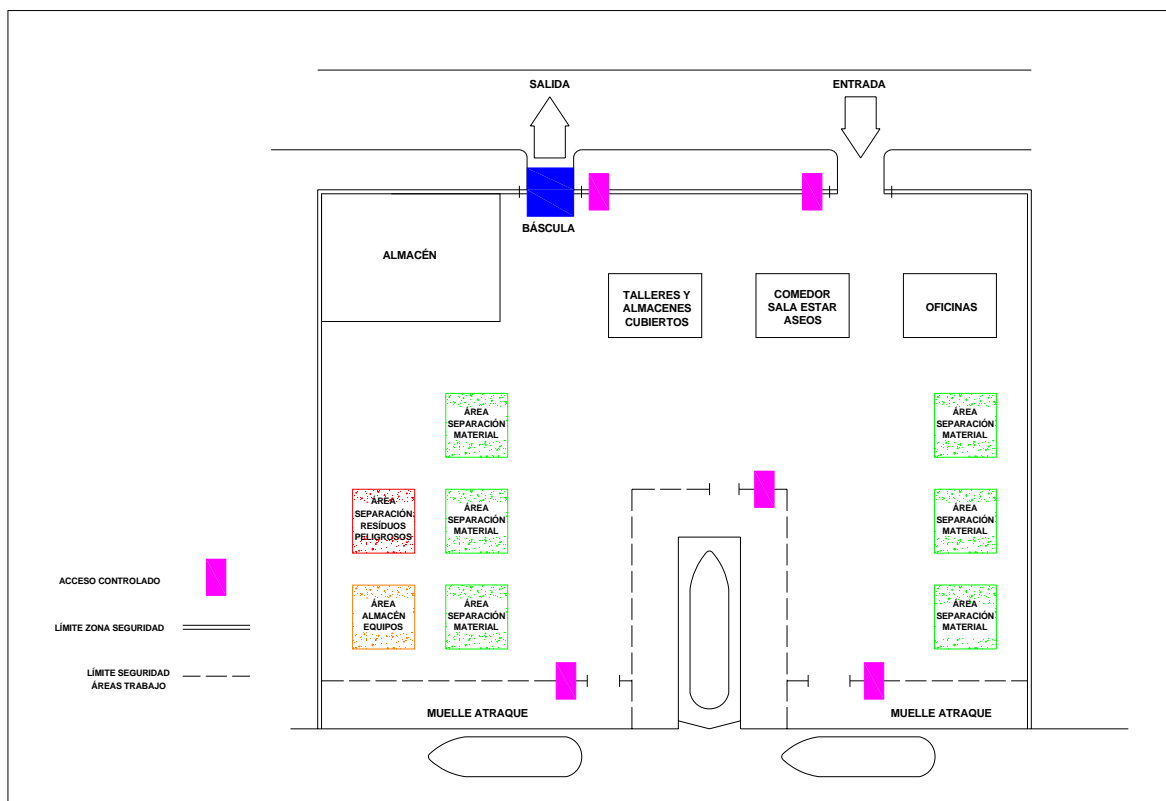 SALIDA
ENTRADA
BÁSCULA
ALMACÉN
TALLERES Y
ALMACENES
CUBIERTOS
COMEDOR
SALA ESTAR
ASEOS
OFICINAS
ÁREA
SEPARACIÓN
MATERIAL
ÁREA
SEPARACIÓN
MATERIAL
ÁREA
SEPARACIÓN
RESÍDUOS
PELIGROSOS
ÁREA
SEPARACIÓN
MATERIAL
ÁREA
SEPARACIÓN
MATERIAL
ÁREA
ALMACÉN
EQUIPOS
ÁREA
SEPARACIÓN
MATERIAL
ÁREA
SEPARACIÓN
MATERIAL
ACCESO CONTROLADO
LÍMITE ZONA SEGURIDAD
LÍMITE SEGURIDAD
ÁREAS TRABAJO
MUELLE ATRAQUE
MUELLE ATRAQUE